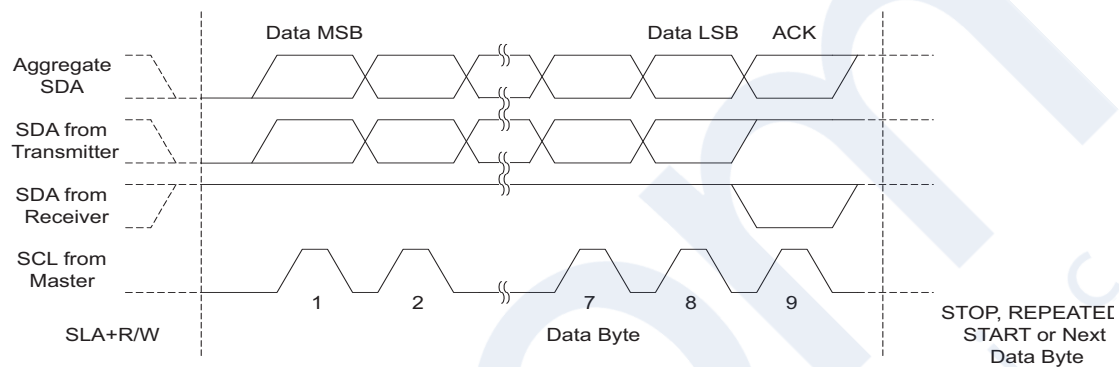 Data MSB
Data LSB
ACK
Aggregate
SDA
SDA from
Transmitter
SDA from
Receiver
SCL from
Master
1
2
7
8
9
SLA+R/W
Data Byte
STOP, REPEATED
START or Next
Data Byte